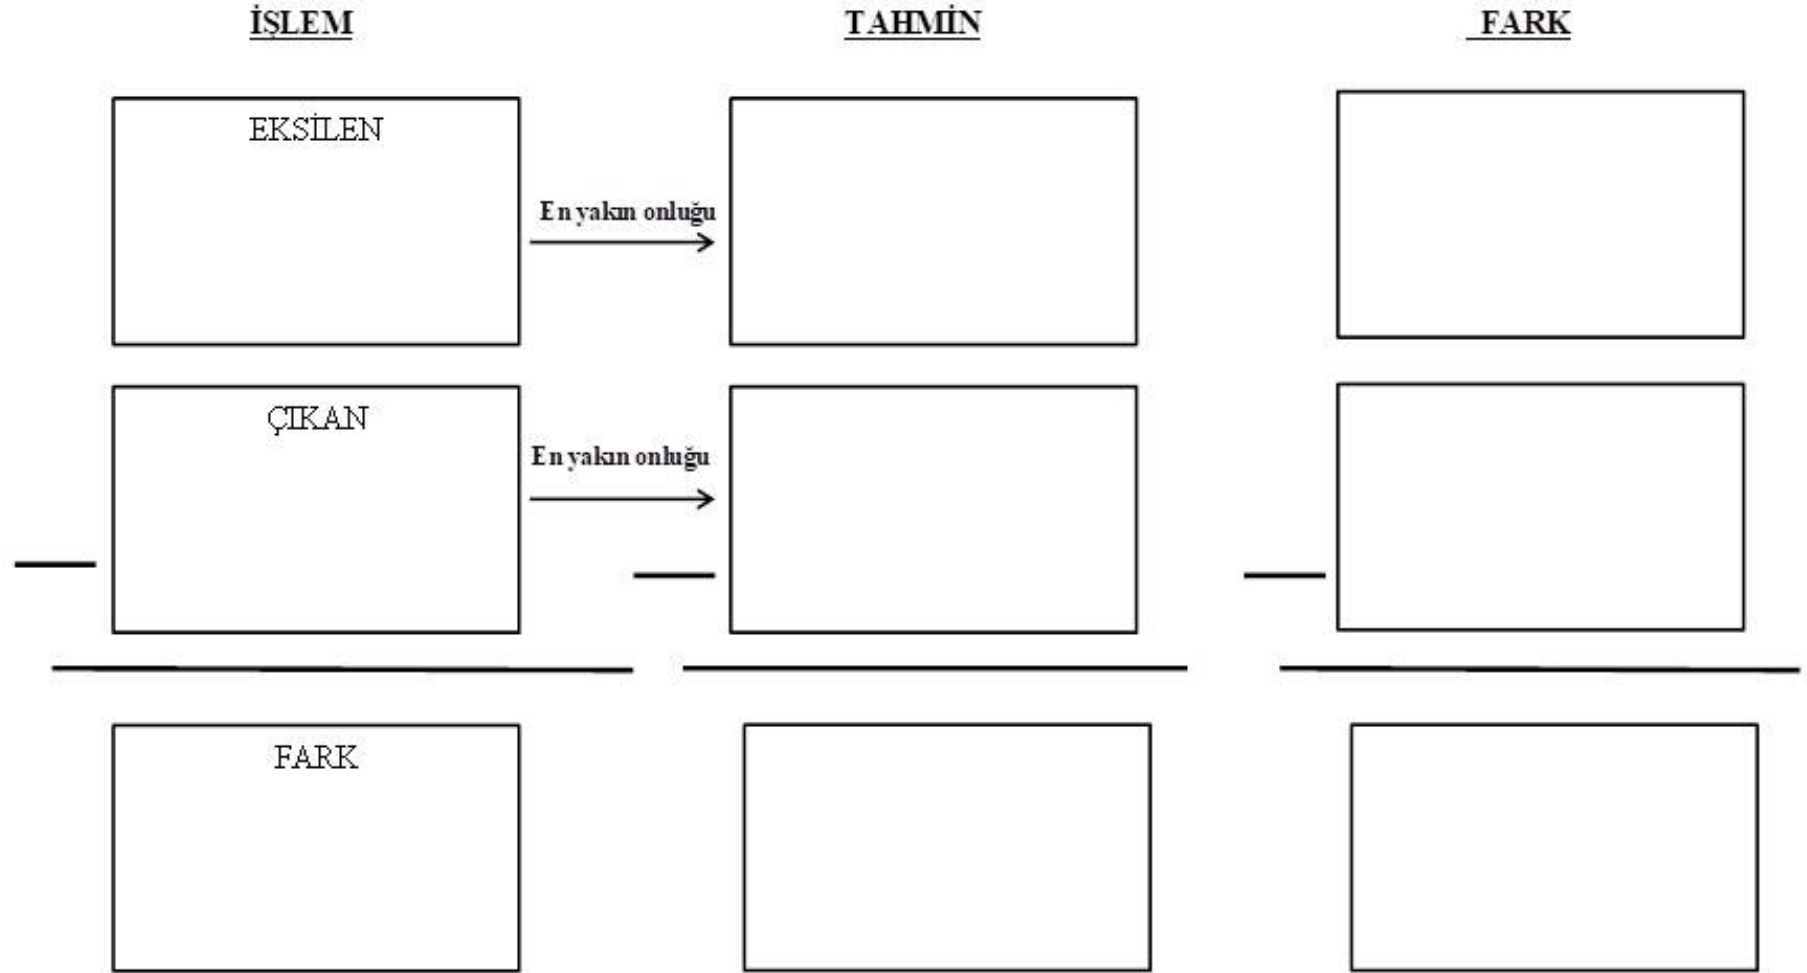 İŞLEM
TAHMİN
FARK
EKSİLEN
En yakın onluğu
ÇIKAN
En yakın onluğu
FARK